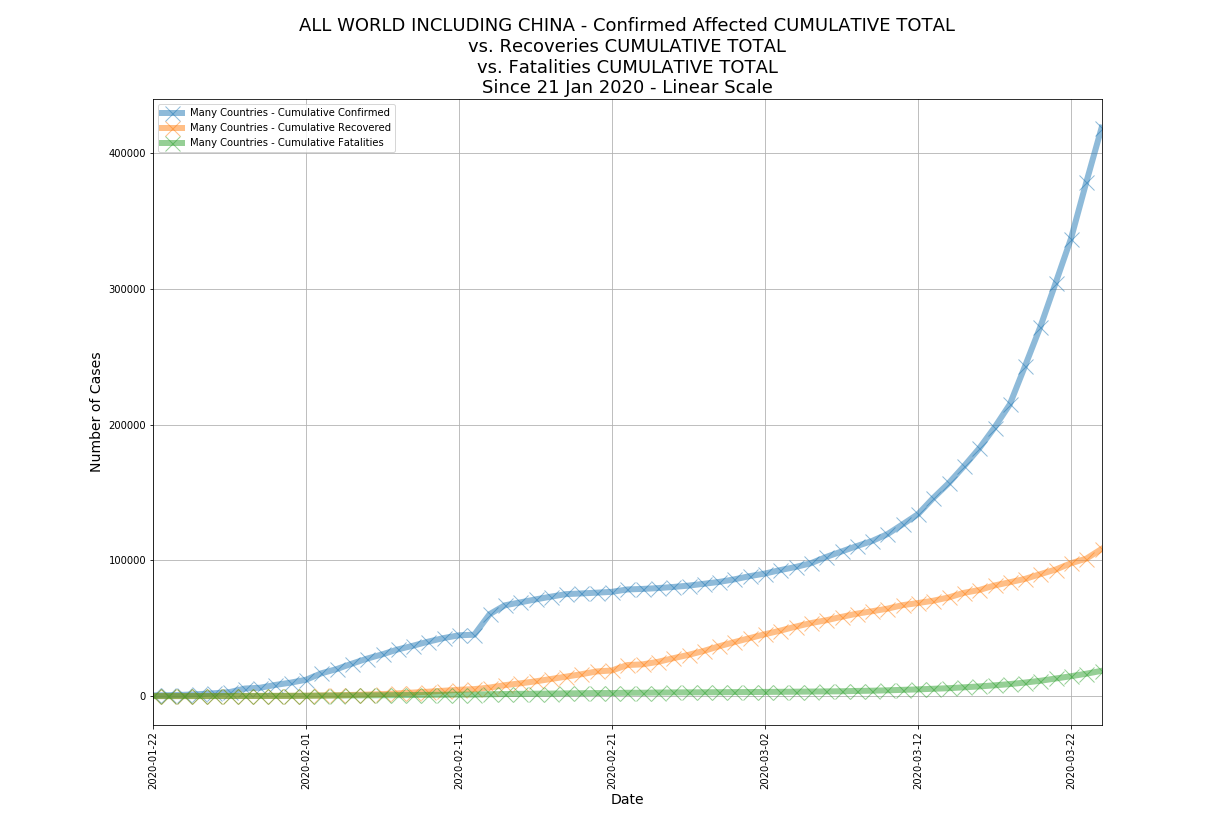 ALL WORLD INCLUDING CHINA - Confirmed Affected CUMULATIVE TOTAL
vs. Recoveries CUMULATIVE TOTAL
vs. Fatalities CUMULATIVE TOTAL
Since 21 Jan 2020 - Linear Scale
Many Countries - Cumulative Confirmed
Many Countries - Cumulative Recovered
Many Countries - Cumulative Fatalities
Number of Cases
400000
300000
200000
100000
0
2020-01-22
2020-02-01
2020-02-11
2020-02-21
2020-03-02
2020-03-12
2020-03-22
Date